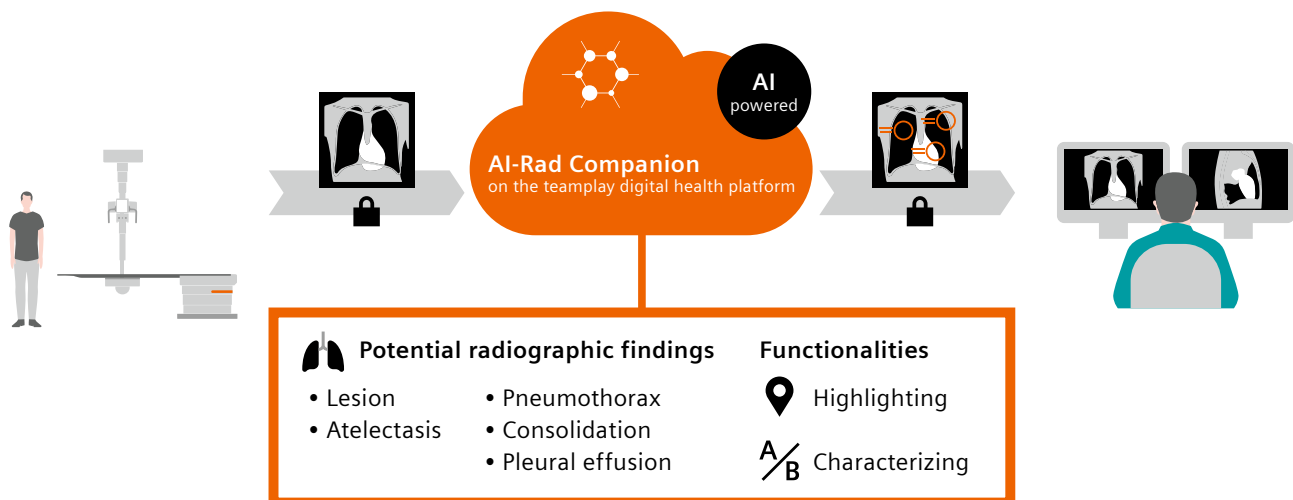 AI
powered
AI-Rad Companion
on the teamplay digital health platform
Potential radiographic findings
• Lesion
• Atelectasis
• Pneumothorax
• Consolidation
• Pleural effusion
Functionalities
Highlighting
A/B Characterizing